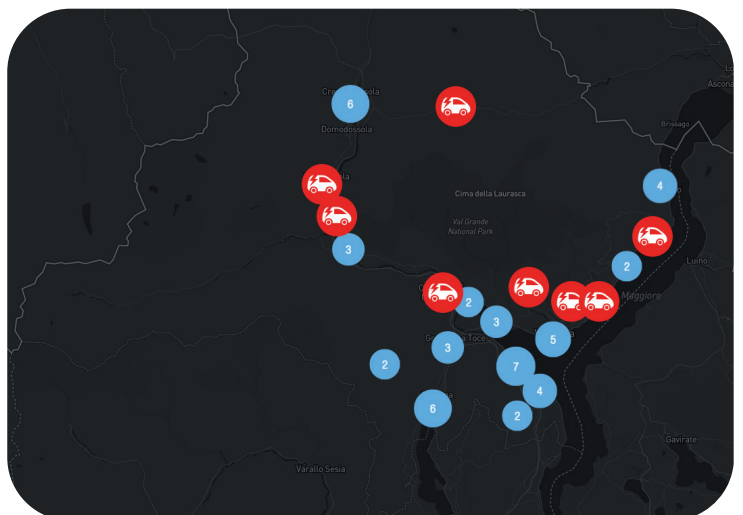 Ascona
6
Domodossola
Brissago
4
Cima della Laurasca
Val Grande
National Park
3
2
Luino
Maggiore
2
3
5
3
2
7
4
6
2
Gavirate
Varallo Sesia